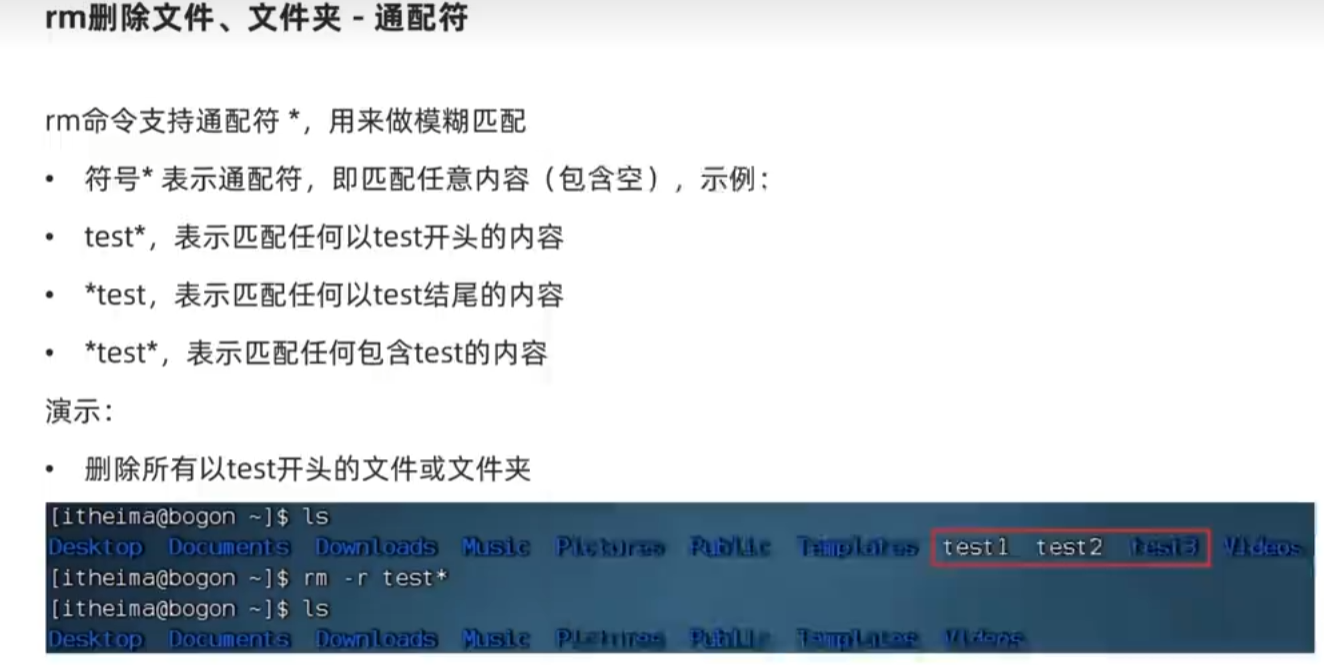 rm删除文件、文件夹 - 通配符
rm命令支持通配符 *，用来做模糊匹配
• 符号* 表示通配符，即匹配任意内容（包含空），示例：
• test*，表示匹配任何以test开头的内容
• *test，表示匹配任何以test结尾的内容
• *test*，表示匹配任何包含test的内容
演示：
• 删除所有以test开头的文件或文件夹
[itheima@bogon ~]$ ls
Desktop Documents Downloads Music Pictures Public Templates test1 test2 test3 Videos
[itheima@bogon ~]$ rm -r test*
[itheima@bogon ~]$ ls
Desktop Documents Downloads Music Pictures Public Templates Videos